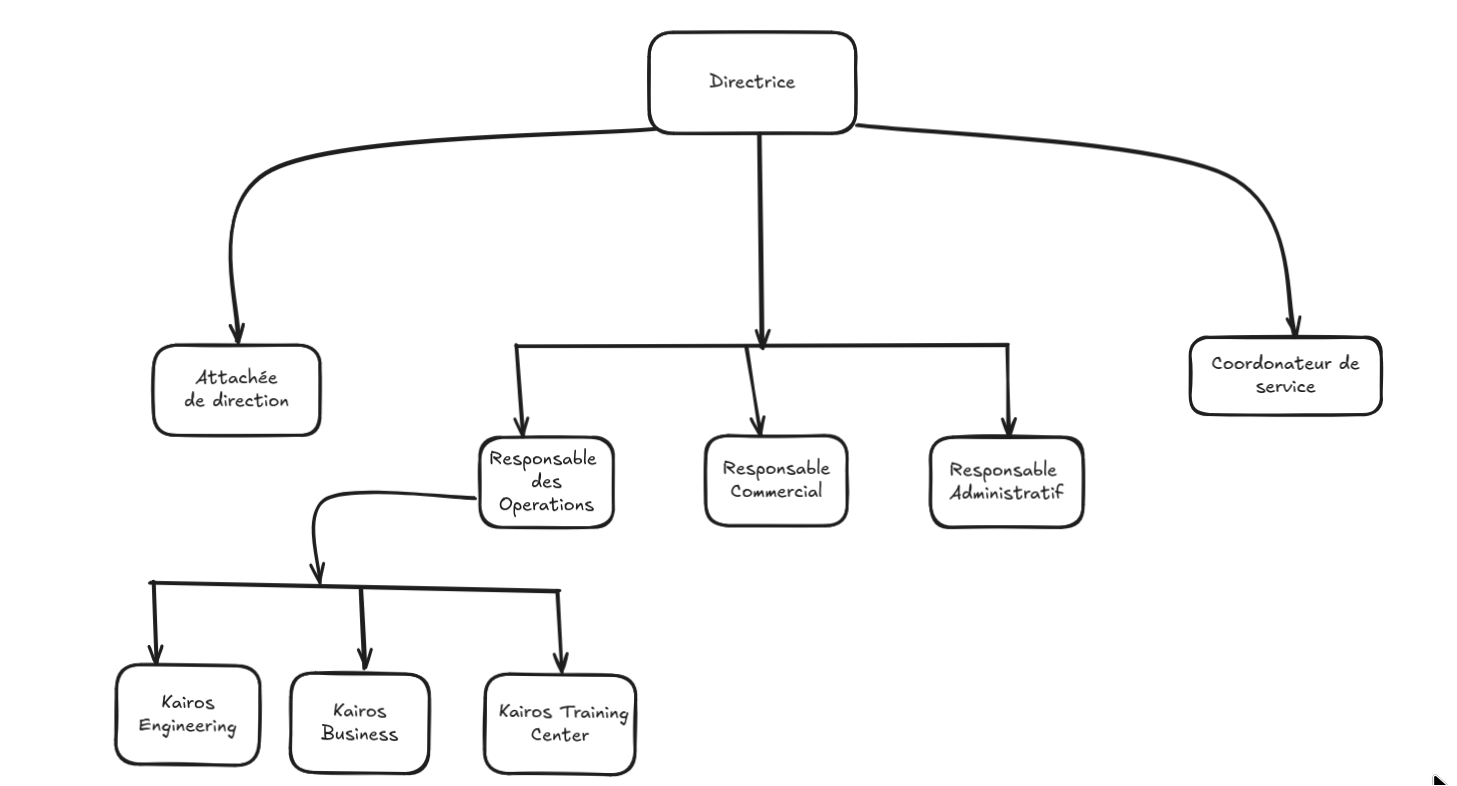 Directrice
Attachée
de direction
Coordonateur de
service
Responsable
des
Operations
Responsable
Commercial
Responsable
Administratif
Kairos
Engineering
Kairos
Business
Kairos Training
Center